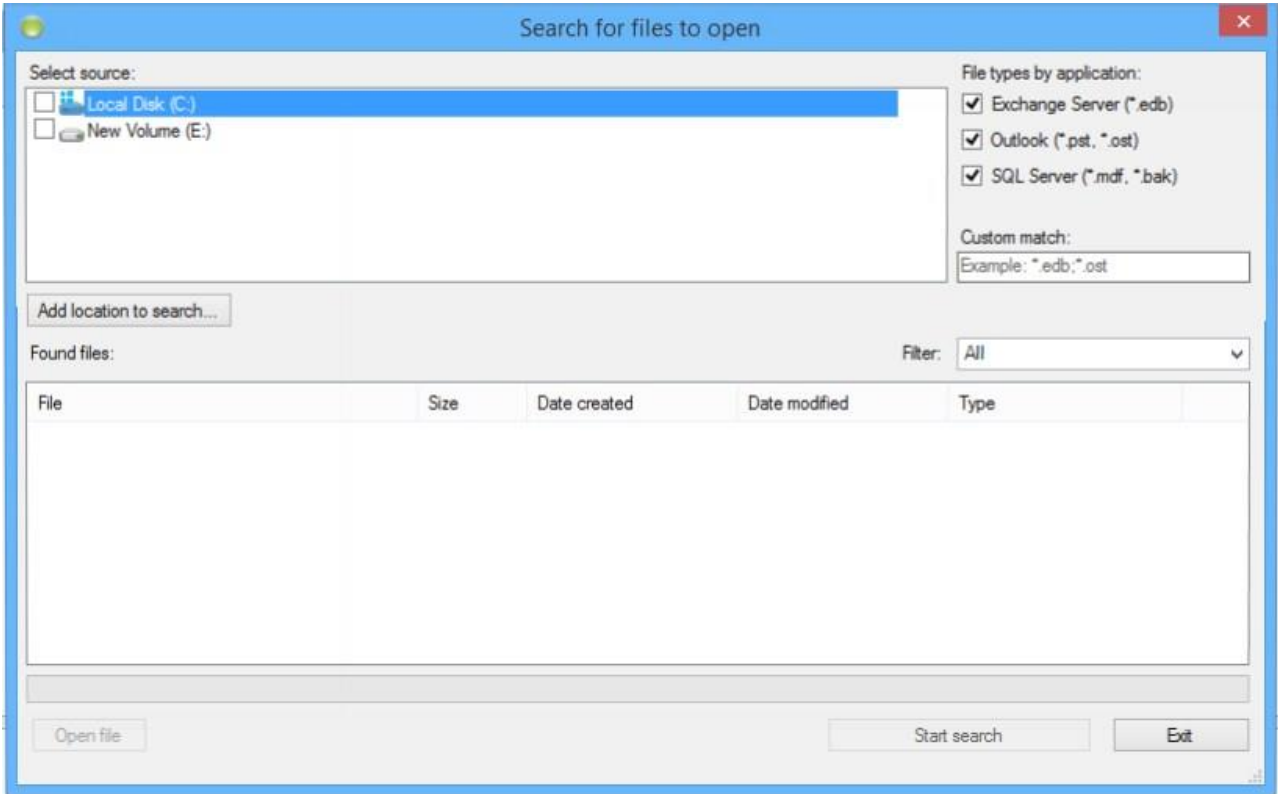 Search for files to open
Select source:
Local Disk (C:)
New Volume (E:)
File types by application:
Exchange Server (*.edb)
Outlook (*.pst, *.ost)
SQL Server (*.mdf, *.bak)
Custom match:
Example: *.edb;*.ost
Add location to search...
Found files:
Filter: All
File Size Date created Date modified Type
Open file Start search Exit